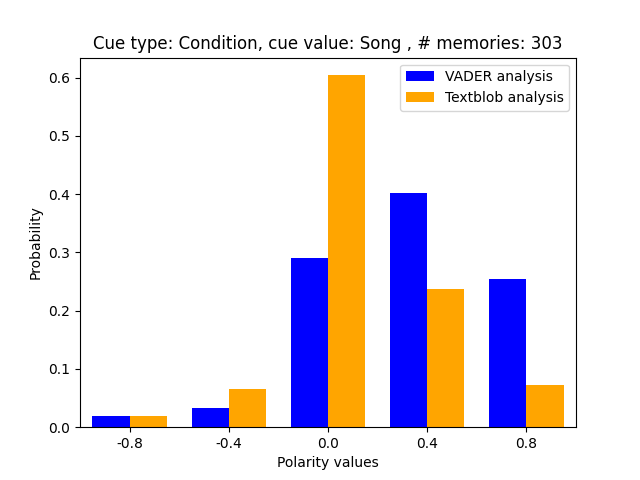 Cue type: Condition, cue value: Song , # memories: 303
VADER analysis
Textblob analysis
Probability
0.6
0.5
0.4
0.3
0.2
0.1
0.0
-0.8 -0.4 0.0 0.4 0.8
Polarity values